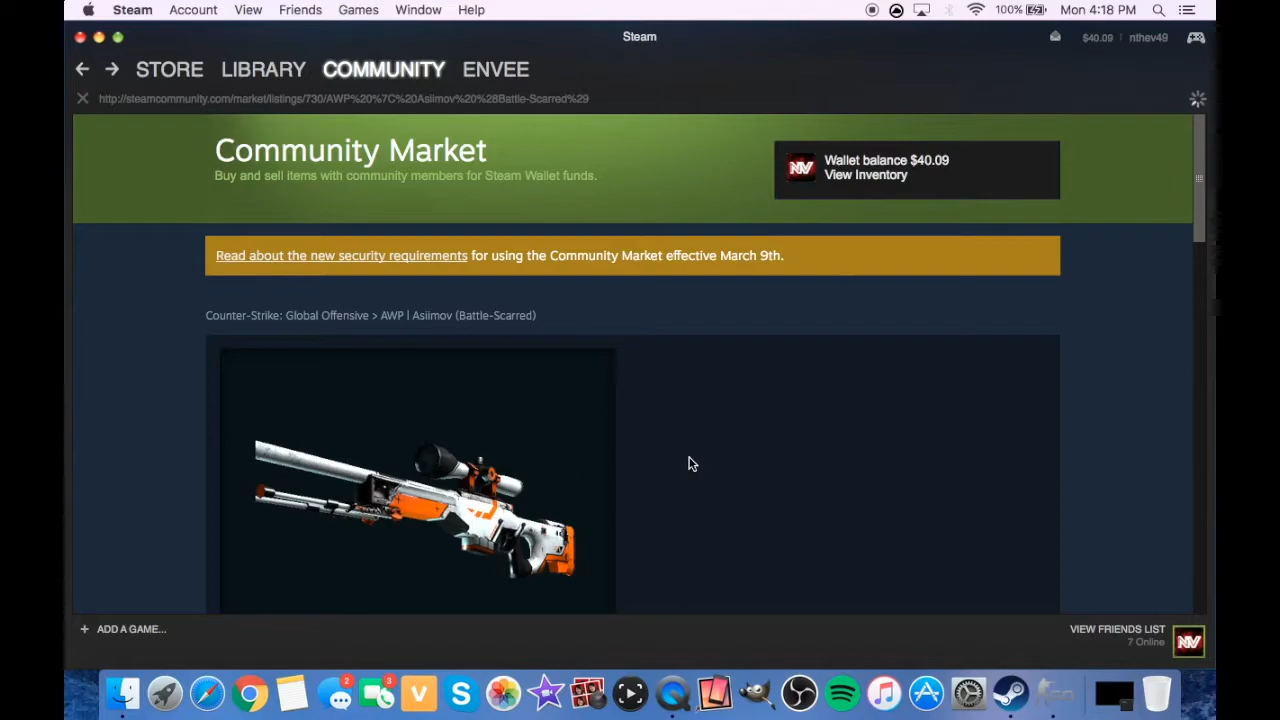 Steam Account View Friends Games Window Help 100% Mon 4:18 PM
Steam
$40.09 nthev49
STORE LIBRARY COMMUNITY ENVEE
http://steamcommunity.com/market/listings/730/AWP%20%7C%20Asiimov%20%28Battle-Scarred%29
Community Market
Buy and sell items with community members for Steam Wallet funds.
NV
Wallet balance $40.09
View Inventory
Read about the new security requirements for using the Community Market effective March 9th.
Counter-Strike: Global Offensive > AWP | Asiimov (Battle-Scarred)
+ ADD A GAME...
VIEW FRIENDS LIST
7 Online
NV
2
3
V
S